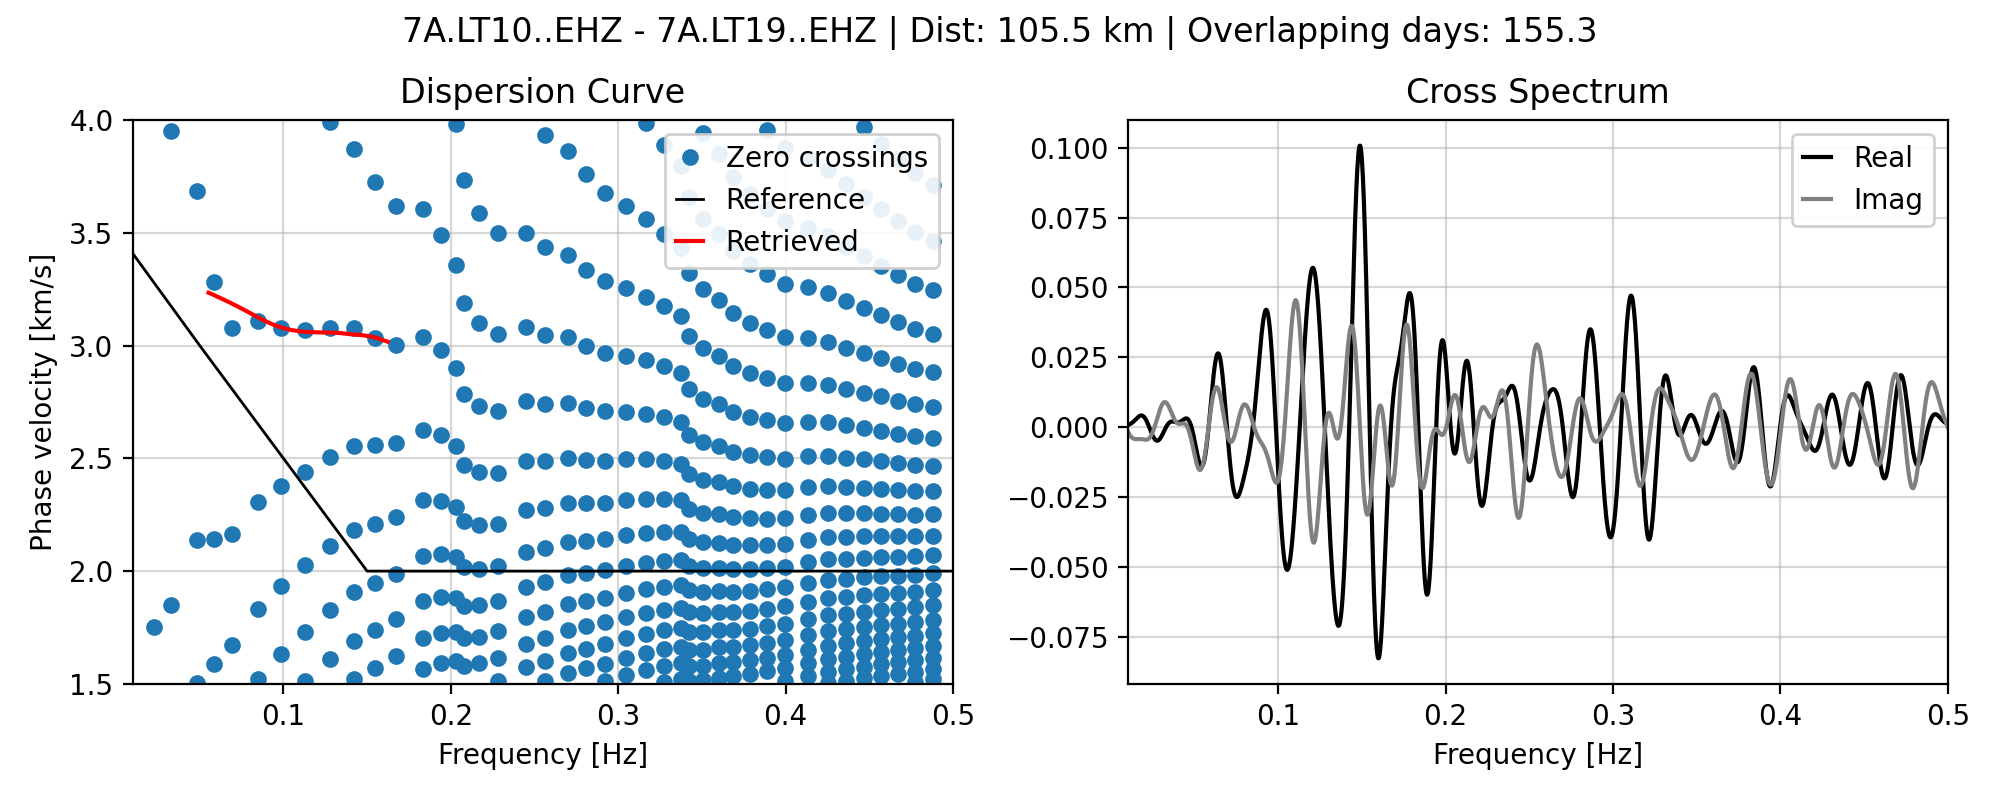 7A.LT10..EHZ - 7A.LT19..EHZ | Dist: 105.5 km | Overlapping days: 155.3
Dispersion Curve
4.0
3.5
3.0
2.5
2.0
1.5
Phase velocity [km/s]
0.1
0.2
0.3
0.4
0.5
Frequency [Hz]
Zero crossings
Reference
Retrieved
Cross Spectrum
0.100
0.075
0.050
0.025
0.000
−0.025
−0.050
−0.075
0.1
0.2
0.3
0.4
0.5
Frequency [Hz]
Real
Imag